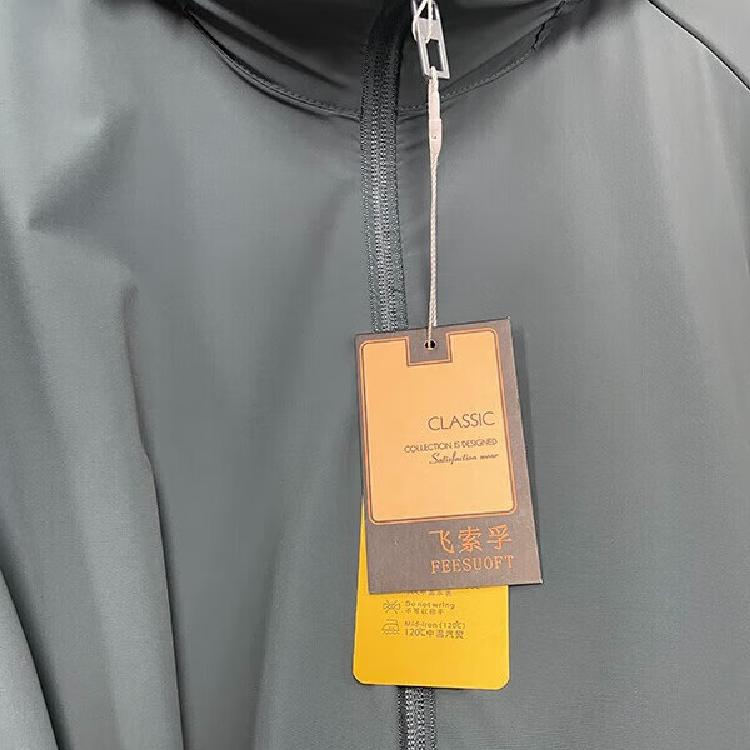 CLASSIC
COLLECTION IS DESIGNED
Satisfaction wear
飞索孚
FEESUOFT
Do not wring
不可拧干
Mid-iron(120℃)
120℃中温汽熨